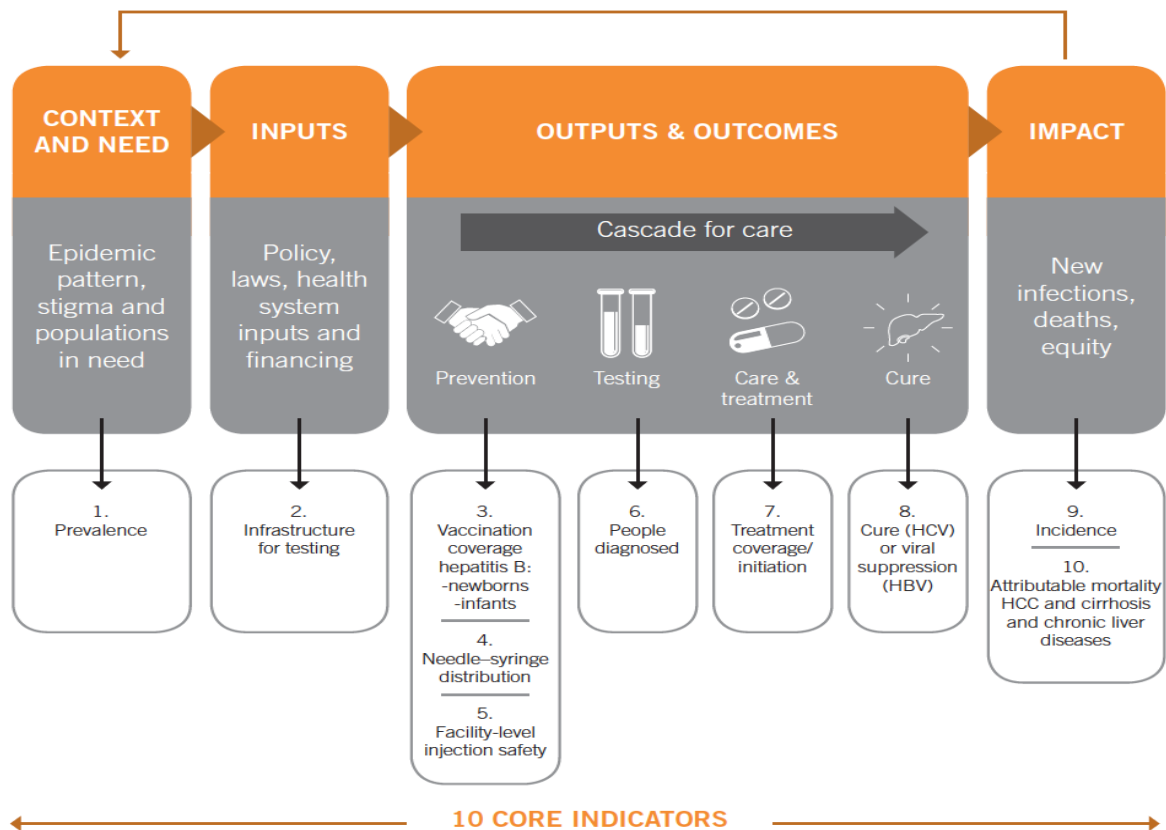 CONTEXT
AND NEED
INPUTS
OUTPUTS & OUTCOMES
IMPACT
Epidemic
pattern,
stigma and
populations
in need
Policy,
laws, health
system
inputs and
financing
Cascade for care
Prevention
Testing
Care &
treatment
Cure
New
infections,
deaths,
equity
1.
Prevalence
2.
Infrastructure
for testing
3.
Vaccination
coverage
hepatitis B:
-newborns
-infants
4.
Needle–syringe
distribution
5.
Facility-level
injection safety
6.
People
diagnosed
7.
Treatment
coverage/
initiation
8.
Cure (HCV)
or viral
suppression
(HBV)
9.
Incidence
10.
Attributable mortality
HCC and cirrhosis
and chronic liver
diseases
10 CORE INDICATORS